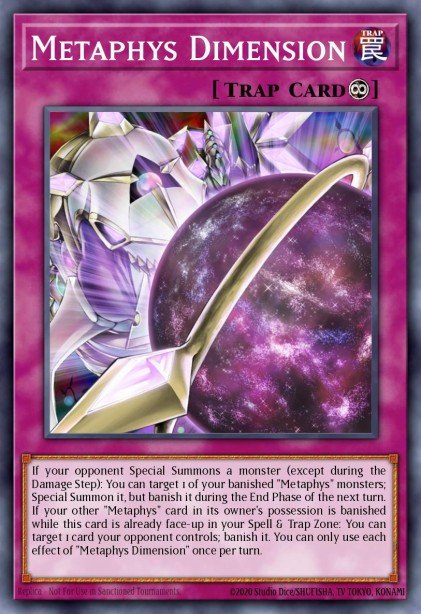 METAPHYS DIMENSION
TRAP
罠
[TRAP CARD ]
If your opponent Special Summons a monster (except during the
Damage Step): You can target 1 of your banished "Metaphys" monsters;
Special Summon it, but banish it during the End Phase of the next turn.
If your other "Metaphys" card in its owner's possession is banished
while this card is already face-up in your Spell & Trap Zone: You can
target 1 card your opponent controls; banish it. You can only use each
effect of "Metaphys Dimension" once per turn.
Replica - Not For Use in Sanctioned Tournaments
©2020 Studio Dice/SHUEISHA, TV TOKYO, KONAMI